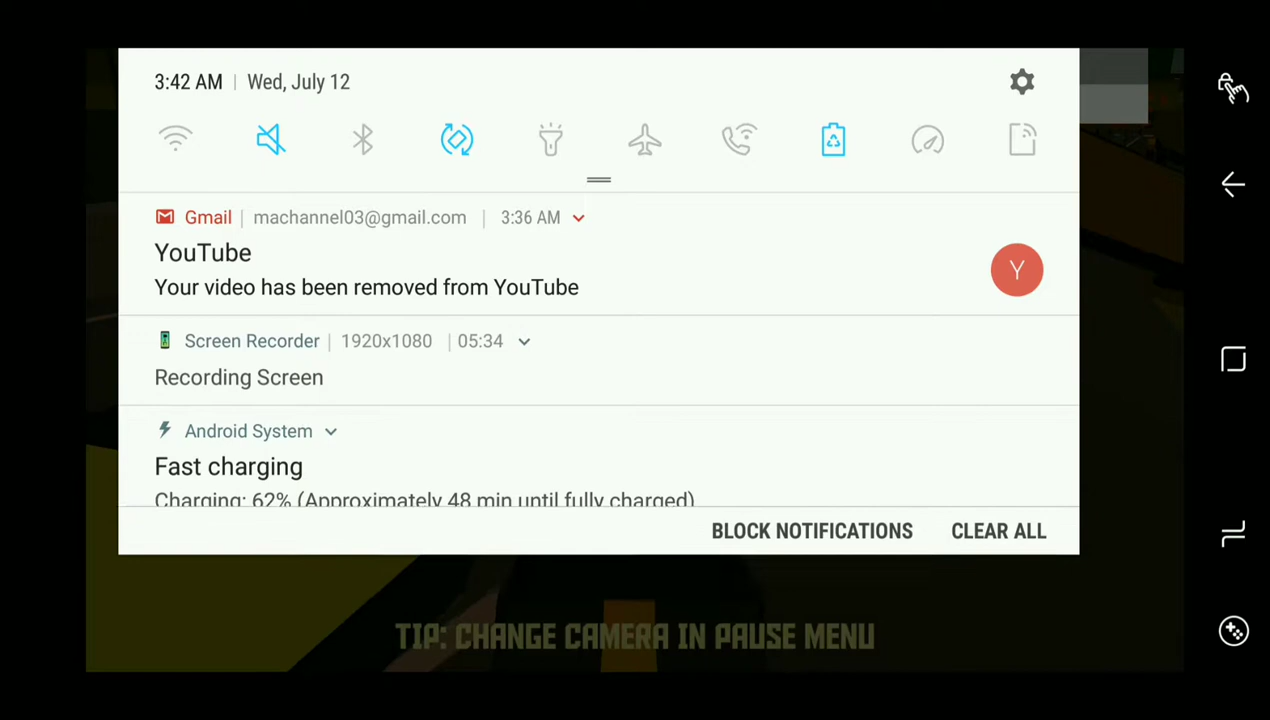 3:42 AM | Wed, July 12
Gmail | machannel03@gmail.com | 3:36 AM
YouTube
Your video has been removed from YouTube
Y
Screen Recorder | 1920x1080 | 05:34
Recording Screen
Android System
Fast charging
Charging: 62% (Approximately 48 min until fully charged)
BLOCK NOTIFICATIONS CLEAR ALL
TIP: CHANGE CAMERA IN PAUSE MENU